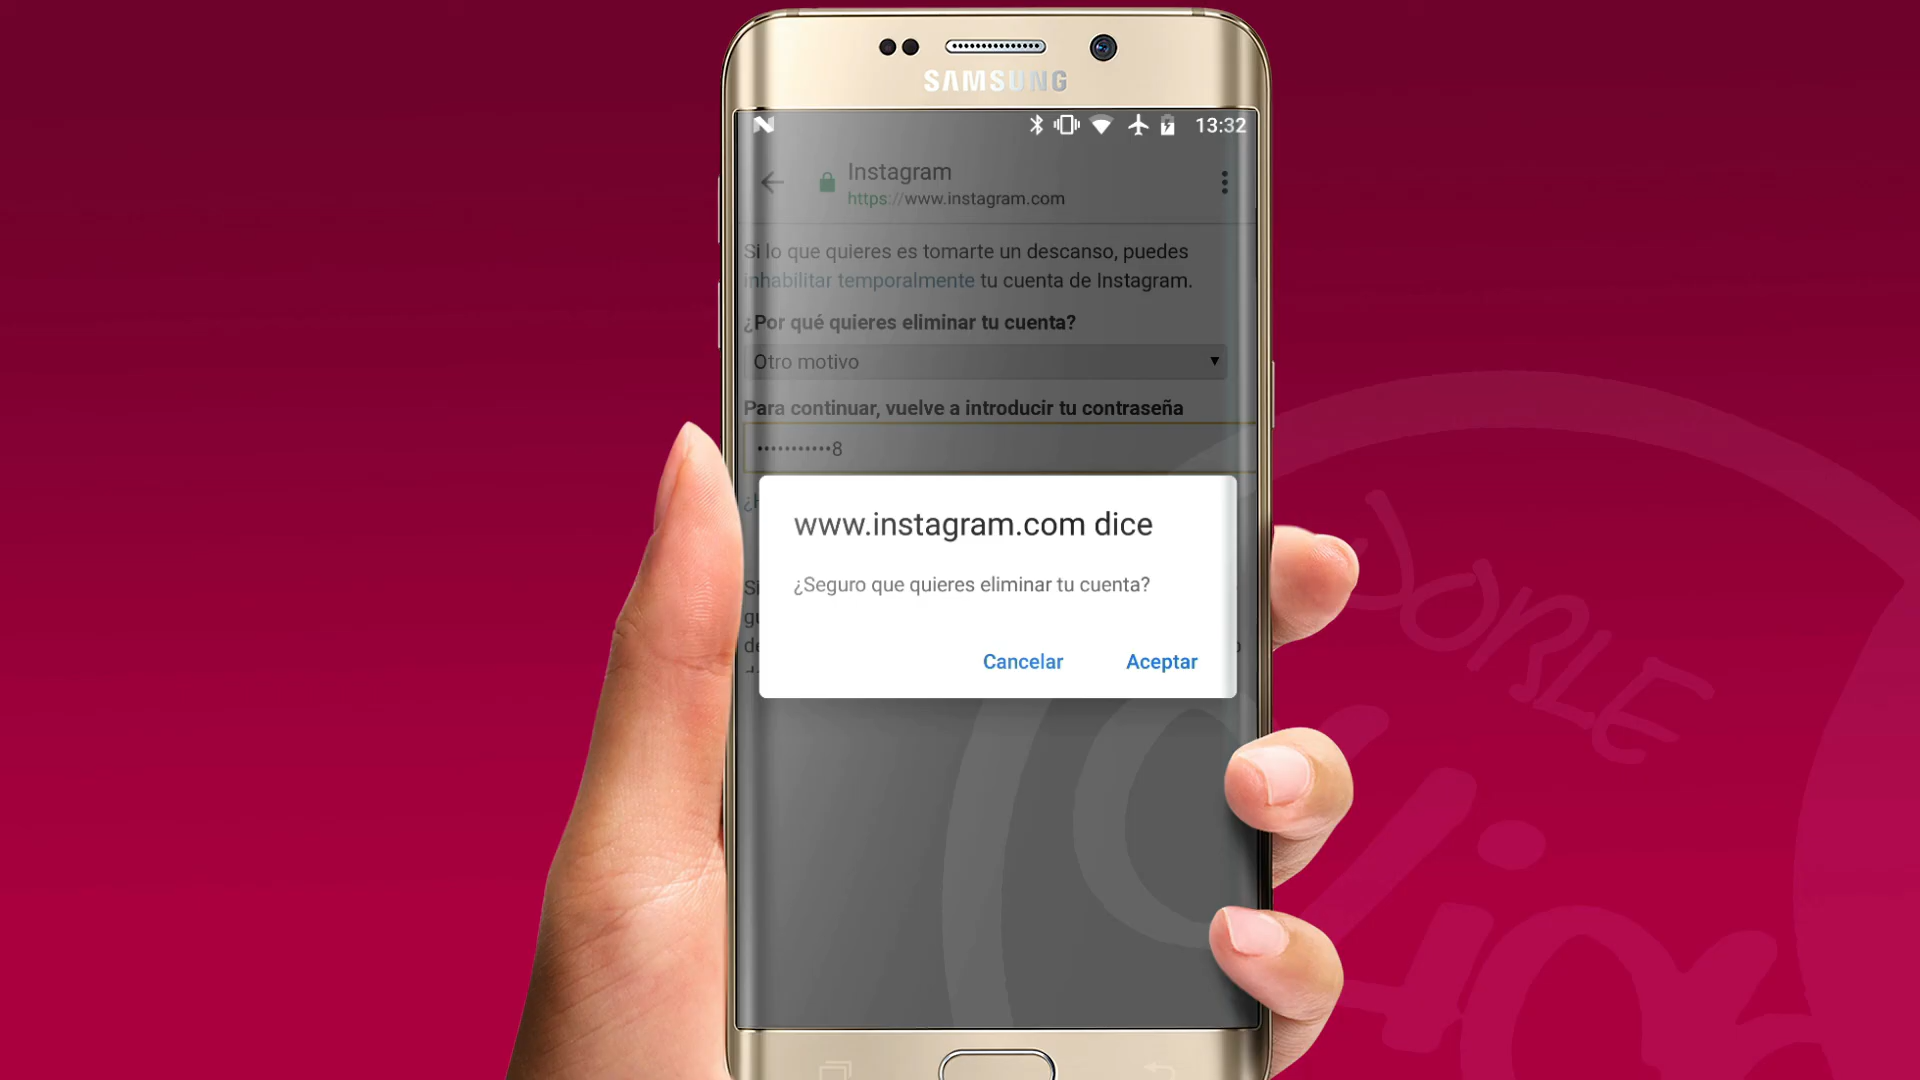 SAMSUNG
13:32
Instagram
https://www.instagram.com
Si lo que quieres es tomarte un descanso, puedes
inhabilitar temporalmente tu cuenta de Instagram.
¿Por qué quieres eliminar tu cuenta?
Otro motivo
Para continuar, vuelve a introducir tu contraseña
•••••••••••8
www.instagram.com dice
¿Seguro que quieres eliminar tu cuenta?
Cancelar Aceptar
DOBLE